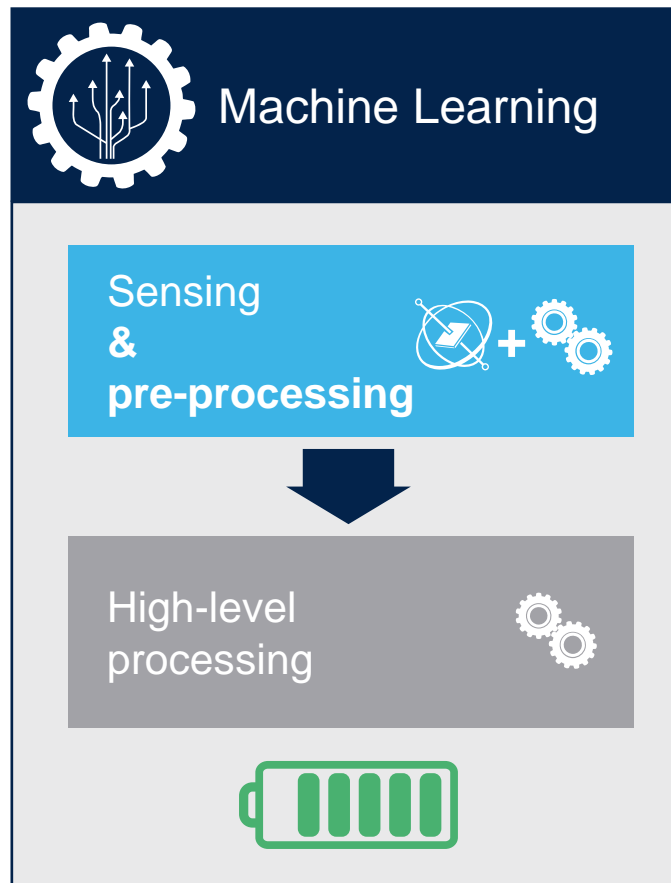 Machine Learning
Sensing
&
pre-processing
High-level
processing